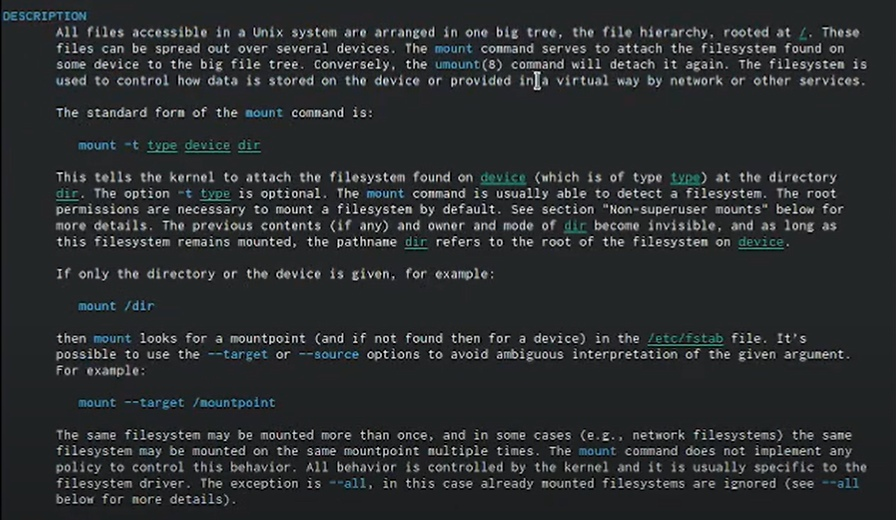 DESCRIPTION
All files accessible in a Unix system are arranged in one big tree, the file hierarchy, rooted at /. These
files can be spread out over several devices. The mount command serves to attach the filesystem found on
some device to the big file tree. Conversely, the umount(8) command will detach it again. The filesystem is
used to control how data is stored on the device or provided in a virtual way by network or other services.
The standard form of the mount command is:
mount -t type device dir
This tells the kernel to attach the filesystem found on device (which is of type type) at the directory
dir. The option -t type is optional. The mount command is usually able to detect a filesystem. The root
permissions are necessary to mount a filesystem by default. See section "Non-superuser mounts" below for
more details. The previous contents (if any) and owner and mode of dir become invisible, and as long as
this filesystem remains mounted, the pathname dir refers to the root of the filesystem on device.
If only the directory or the device is given, for example:
mount /dir
then mount looks for a mountpoint (and if not found then for a device) in the /etc/fstab file. It's
possible to use the --target or --source options to avoid ambiguous interpretation of the given argument.
For example:
mount --target /mountpoint
The same filesystem may be mounted more than once, and in some cases (e.g., network filesystems) the same
filesystem may be mounted on the same mountpoint multiple times. The mount command does not implement any
policy to control this behavior. All behavior is controlled by the kernel and it is usually specific to the
filesystem driver. The exception is --all, in this case already mounted filesystems are ignored (see --all
below for more details).